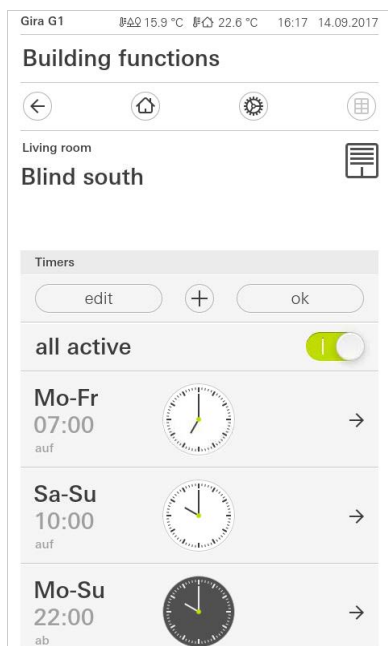 Gira G1 15.9 °C 22.6 °C 16:17 14.09.2017
Building functions
Living room
Blind south
Timers
edit + ok
all active
Mo-Fr
07:00
auf
Sa-Su
10:00
auf
Mo-Su
22:00
ab